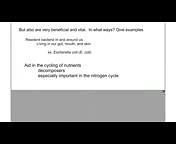 But also are very beneficial and vital. In what ways? Give examples
Resident bacteria in and around us
Living in our gut, mouth, and skin
ex. Escherichia coli (E. coli)
Aid in the cycling of nutrients
decomposers
especially important in the nitrogen cycle